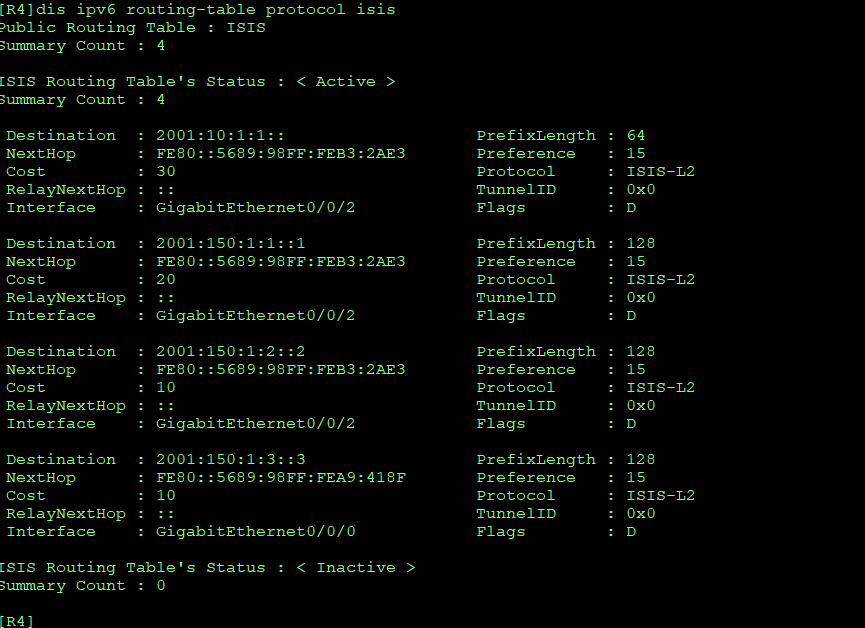 [R4]dis ipv6 routing-table protocol isis
Public Routing Table : ISIS
Summary Count : 4
ISIS Routing Table's Status : < Active >
Summary Count : 4
Destination  : 2001:10:1:1::                   PrefixLength : 64
NextHop      : FE80::5689:98FF:FEB3:2AE3       Preference   : 15
Cost         : 30                              Protocol     : ISIS-L2
RelayNextHop : ::                              TunnelID     : 0x0
Interface    : GigabitEthernet0/0/2            Flags        : D
Destination  : 2001:150:1:1::1                 PrefixLength : 128
NextHop      : FE80::5689:98FF:FEB3:2AE3       Preference   : 15
Cost         : 20                              Protocol     : ISIS-L2
RelayNextHop : ::                              TunnelID     : 0x0
Interface    : GigabitEthernet0/0/2            Flags        : D
Destination  : 2001:150:1:2::2                 PrefixLength : 128
NextHop      : FE80::5689:98FF:FEB3:2AE3       Preference   : 15
Cost         : 10                              Protocol     : ISIS-L2
RelayNextHop : ::                              TunnelID     : 0x0
Interface    : GigabitEthernet0/0/2            Flags        : D
Destination  : 2001:150:1:3::3                 PrefixLength : 128
NextHop      : FE80::5689:98FF:FEA9:418F       Preference   : 15
Cost         : 10                              Protocol     : ISIS-L2
RelayNextHop : ::                              TunnelID     : 0x0
Interface    : GigabitEthernet0/0/0            Flags        : D
ISIS Routing Table's Status : < Inactive >
Summary Count : 0
[R4]